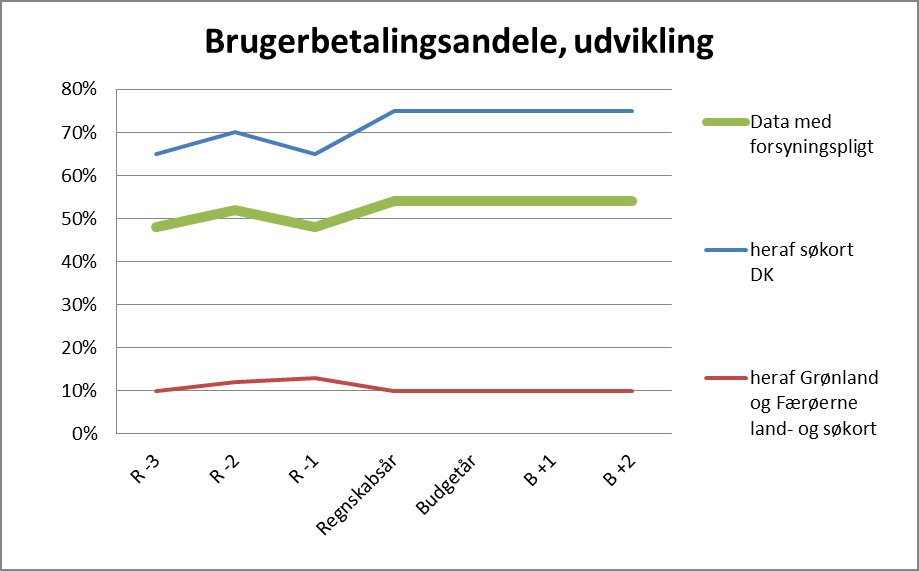 Brugerbetalingsandele, udvikling
80%
70%
60%
50%
40%
30%
20%
10%
0%
R -3
R -2
R -1
Regnskabsår
Budgetår
B +1
B +2
Data med
forsyningspligt
heraf søkort
DK
heraf Grønland
og Færøerne
land- og søkort